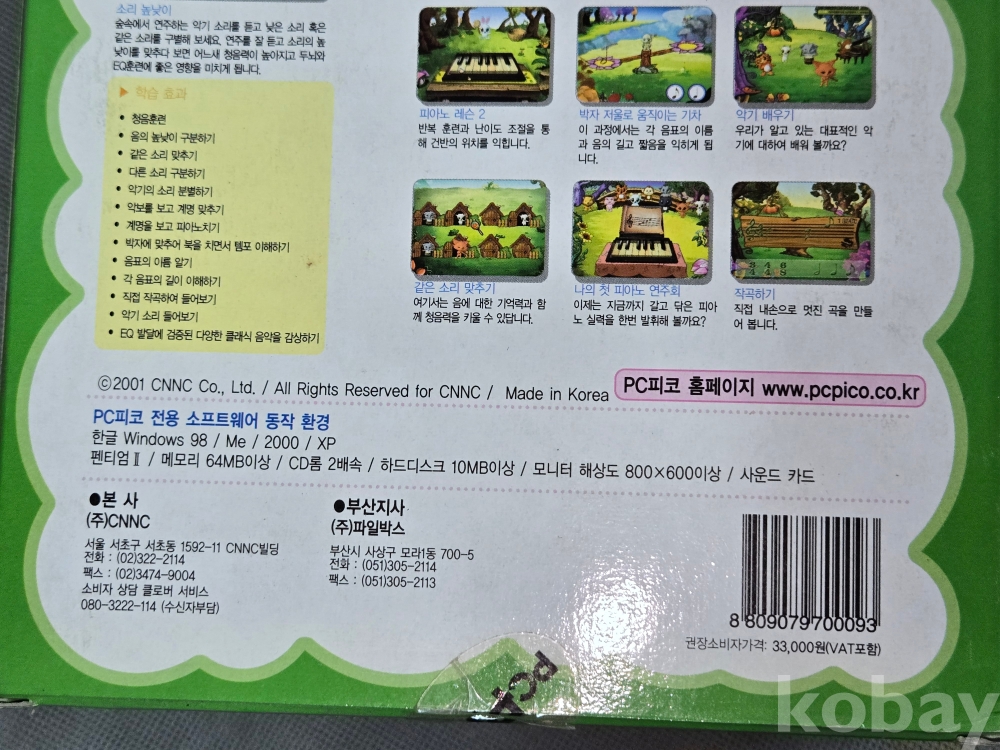 소리 높낮이
숲속에서 연주하는 악기 소리를 듣고 낮은 소리 혹은
같은 소리를 구별해 보세요. 연주를 잘 듣고 소리의 높
낮이를 맞추다 보면 어느새 청음력이 높아지고 두뇌와
EQ훈련에 좋은 영향을 미치게 됩니다.
▶ 학습 효과
• 청음훈련
• 음의 높낮이 구분하기
• 같은 소리 맞추기
• 다른 소리 구분하기
• 악기의 소리 분별하기
• 악보를 보고 계명 맞추기
• 계명을 보고 피아노치기
• 박자에 맞추어 북을 치면서 템포 이해하기
• 음표의 이름 알기
• 각 음표의 길이 이해하기
• 직접 작곡하여 들어보기
• 악기 소리 들어보기
• EQ 발달에 검증된 다양한 클래식 음악을 감상하기
피아노 레슨 2
반복 훈련과 난이도 조절을 통
해 건반의 위치를 익힙니다.
박자 저울로 움직이는 기차
이 과정에서는 각 음표의 이름
과 음의 길고 짧음을 익히게 됩
니다.
악기 배우기
우리가 알고 있는 대표적인 악
기에 대하여 배워 볼까요?
같은 소리 맞추기
여기서는 음에 대한 기억력과 함
께 청음력을 키울 수 있답니다.
나의 첫 피아노 연주회
이제는 지금까지 갈고 닦은 피아
노 실력을 한번 발휘해 볼까요?
작곡하기
직접 내손으로 멋진 곡을 만들
어 봅니다.
ⓒ2001 CNNC Co., Ltd. / All Rights Reserved for CNNC / Made in Korea
PC피코 홈페이지 www.pcpico.co.kr
PC피코 전용 소프트웨어 동작 환경
한글 Windows 98 / Me / 2000 / XP
펜티엄Ⅱ / 메모리 64MB이상 / CD롬 2배속 / 하드디스크 10MB이상 / 모니터 해상도 800×600이상 / 사운드 카드
●본 사
(주)CNNC
서울 서초구 서초동 1592-11 CNNC빌딩
전화 : (02)322-2114
팩스 : (02)3474-9004
소비자 상담 클로버 서비스
080-3222-114 (수신자부담)
●부산지사
(주)파일박스
부산시 사상구 모라1동 700-5
전화 : (051)305-2114
팩스 : (051)305-2113
8 809079 700093
권장소비자가격: 33,000원(VAT포함)
kobay